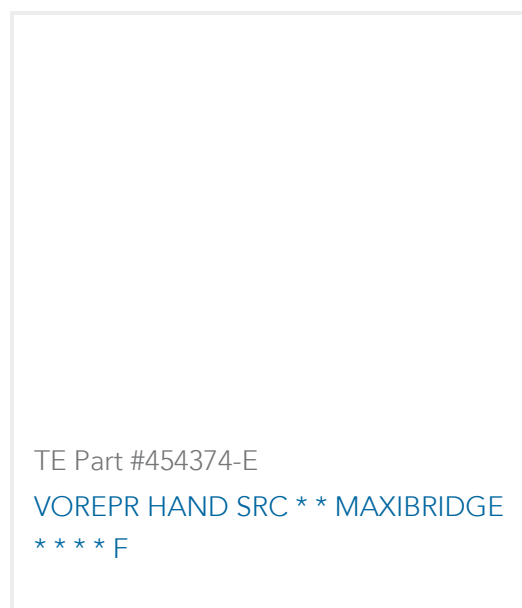 TE Part #454374-E
VOREPR HAND SRC * * MAXIBRIDGE
* * * * F